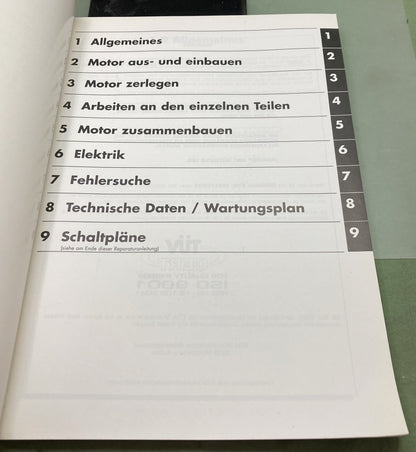 1 Allgemeines 1
2 Motor aus- und einbauen 2
3 Motor zerlegen 3
4 Arbeiten an den einzelnen Teilen 4
5 Motor zusammenbauen 5
6 Elektrik 6
7 Fehlersuche 7
8 Technische Daten / Wartungsplan 8
9 Schaltpläne 9
(siehe am Ende dieser Reparaturanleitung)